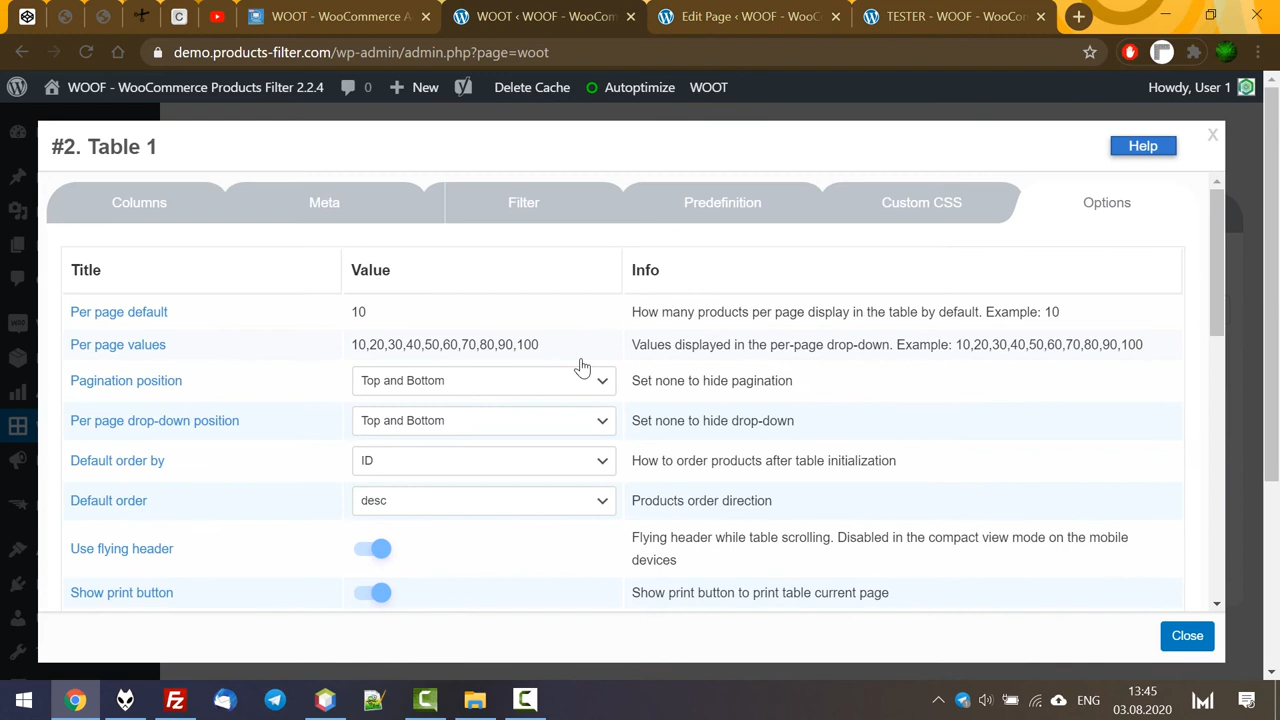 WOOT - WooCommerce A
WOOT ‹ WOOF - WooCom
Edit Page ‹ WOOF - WooComm
TESTER - WOOF - WooComm
demo.products-filter.com/wp-admin/admin.php?page=woot
WOOF - WooCommerce Products Filter 2.2.4
0
New
Delete Cache
Autoptimize
WOOT
Howdy, User 1
#2. Table 1
Help
X
Columns
Meta
Filter
Predefinition
Custom CSS
Options
Title
Value
Info
Per page default
10
How many products per page display in the table by default. Example: 10
Per page values
10,20,30,40,50,60,70,80,90,100
Values displayed in the per-page drop-down. Example: 10,20,30,40,50,60,70,80,90,100
Pagination position
Top and Bottom
Set none to hide pagination
Per page drop-down position
Top and Bottom
Set none to hide drop-down
Default order by
ID
How to order products after table initialization
Default order
desc
Products order direction
Use flying header
Flying header while table scrolling. Disabled in the compact view mode on the mobile
devices
Show print button
Show print button to print table current page
Close
ENG
13:45
03.08.2020